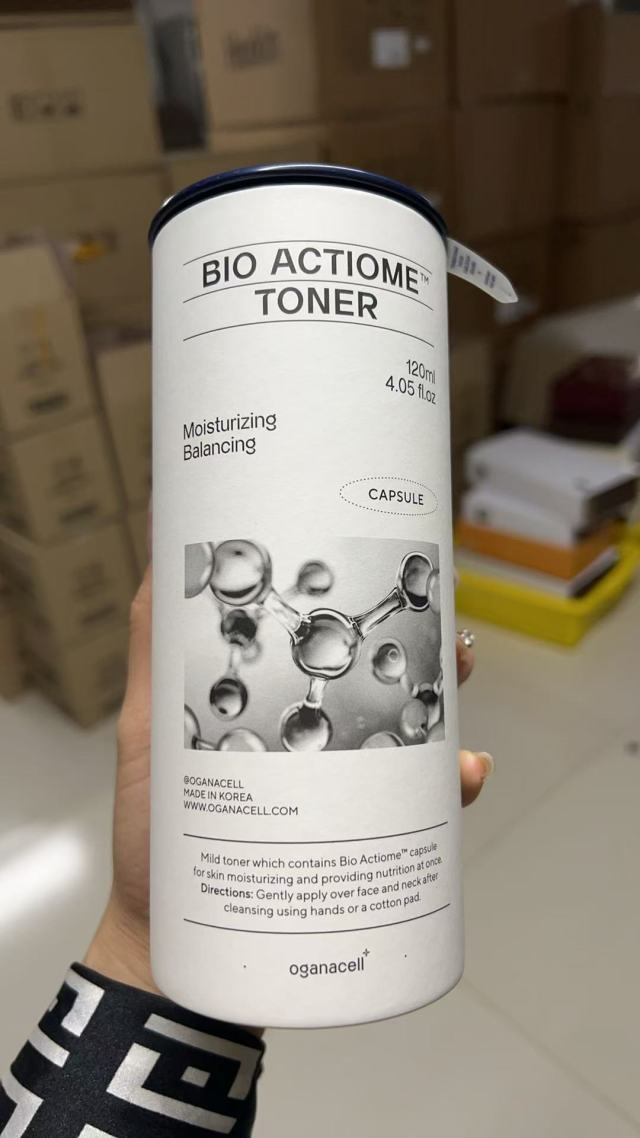 BIO ACTIOME™
TONER
120ml
4.05 fl.oz
Moisturizing
Balancing
CAPSULE
@OGANACELL
MADE IN KOREA
WWW.OGANACELL.COM
Mild toner which contains Bio Actiome™ capsule
for skin moisturizing and providing nutrition at once.
Directions: Gently apply over face and neck after
cleansing using hands or a cotton pad.
oganacell